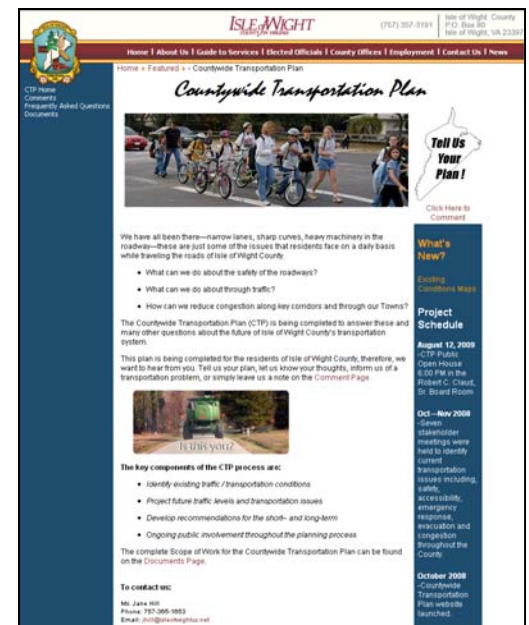 ISLE of WIGHT
COUNTY OF VIRGINIA
(757) 357-3191
Isle of Wight County
P.O. Box 80
Isle of Wight, VA 23397
Home | About Us | Guide to Services | Elected Officials | County Offices | Employment | Contact Us | News
CTP Home
Comments
Frequently Asked Questions
Documents
Home » Featured » - Countywide Transportation Plan
Countywide Transportation Plan
Tell Us
Your
Plan !
Click Here to
Comment
We have all been there—narrow lanes, sharp curves, heavy machinery in the
roadway—these are just some of the issues that residents face on a daily basis
while traveling the roads of Isle of Wight County.
• What can we do about the safety of the roadways?
• What can we do about through traffic?
• How can we reduce congestion along key corridors and through our Towns?
The Countywide Transportation Plan (CTP) is being completed to answer these and
many other questions about the future of Isle of Wight County's transportation
system.
This plan is being completed for the residents of Isle of Wight County, therefore, we
want to hear from you. Tell us your plan, let us know your thoughts, inform us of a
transportation problem, or simply leave us a note on the Comment Page.
Is this you?
The key components of the CTP process are:
• Identify existing traffic / transportation conditions
• Project future traffic levels and transportation issues
• Develop recommendations for the short– and long-term
• Ongoing public involvement throughout the planning process
The complete Scope of Work for the Countywide Transportation Plan can be found
on the Documents Page.
To contact us:
Ms. Jane Hill
Phone: 757-365-1653
Email:
What's
New?
Existing
Conditions Maps
Project
Schedule
August 12, 2009
-CTP Public
Open House
6:00 PM in the
Robert C. Claud,
Sr. Board Room
Oct—Nov 2008
-Seven
stakeholder
meetings were
held to identify
current
transportation
issues including,
safety,
accessibility,
emergency
response,
evacuation and
congestion
throughout the
County.
October 2008
-Countywide
Transportation
Plan website
launched.